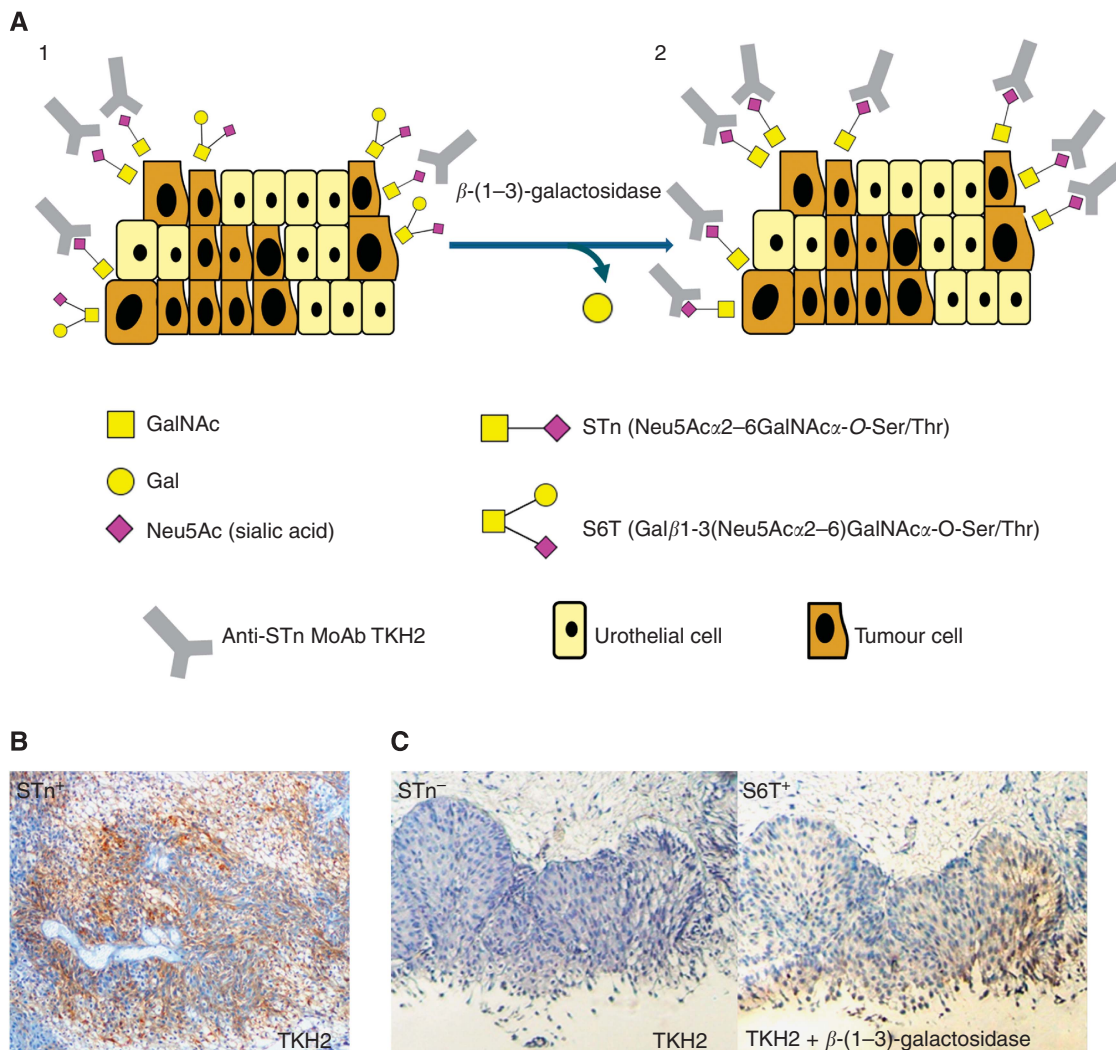 A
1
2
β-(1–3)-galactosidase
GalNAc
STn (Neu5Acα2–6GalNAcα-O-Ser/Thr)
Gal
Neu5Ac (sialic acid)
S6T (Galβ1-3(Neu5Acα2–6)GalNAcα-O-Ser/Thr)
Anti-STn MoAb TKH2
Urothelial cell
Tumour cell
B
C
STn⁺
STn⁻
S6T⁺
TKH2
TKH2
TKH2 + β-(1–3)-galactosidase